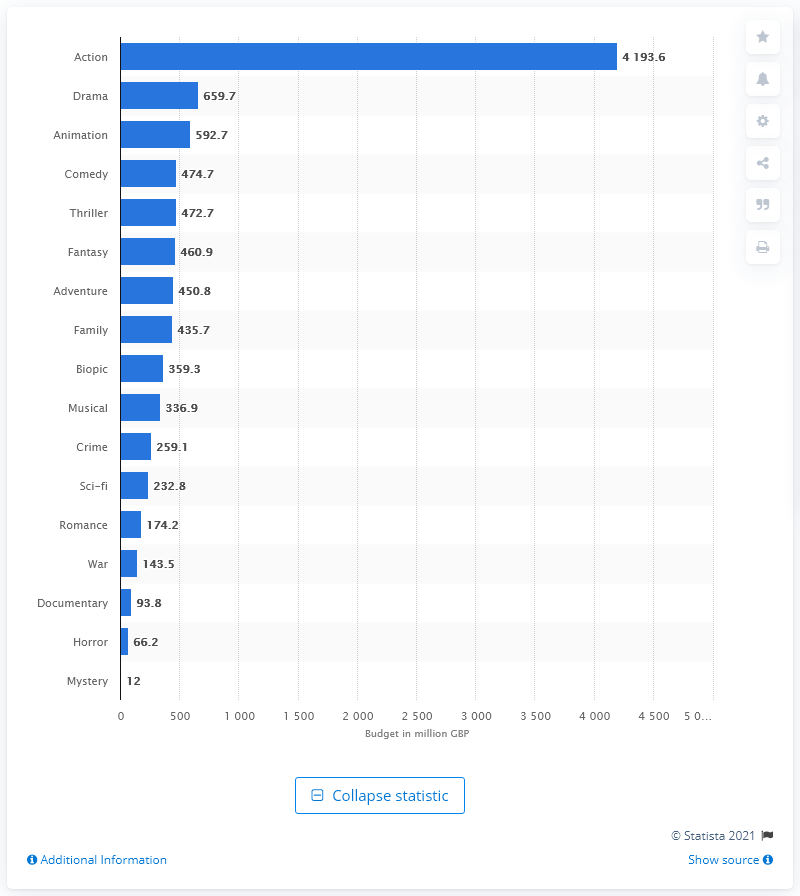 Action 4 193.6
Drama 659.7
Animation 592.7
Comedy 474.7
Thriller 472.7
Fantasy 460.9
Adventure 450.8
Family 435.7
Biopic 359.3
Musical 336.9
Crime 259.1
Sci-fi 232.8
Romance 174.2
War 143.5
Documentary 93.8
Horror 66.2
Mystery 12
0 500 1 000 1 500 2 000 2 500 3 000 3 500 4 000 4 500 5 0...
Budget in million GBP
Collapse statistic
© Statista 2021
Additional Information Show source